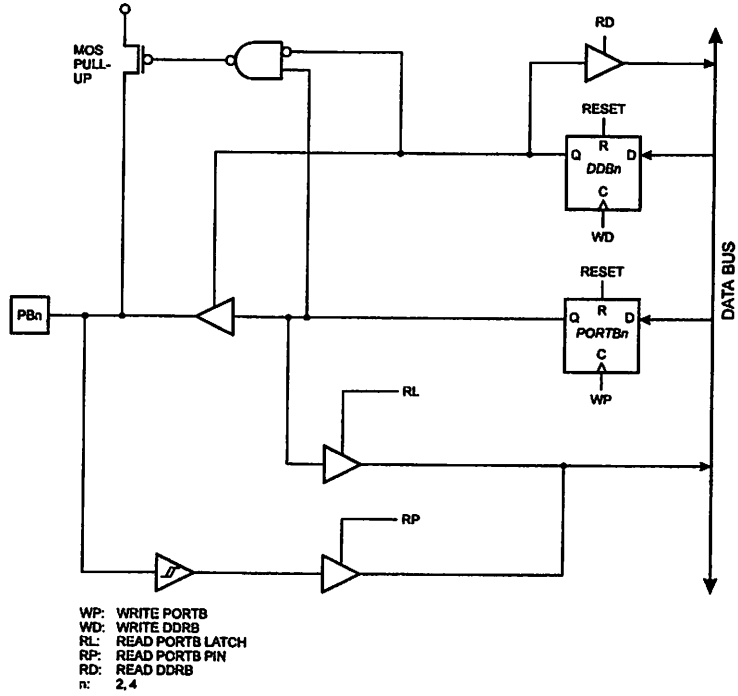 RD
MOS
PULL-
UP
RESET
R
Q
D
DDBn
C
WD
RESET
DATA BUS
R
PBn
Q
D
PORTBn
C
WP
RL
RP
WP: WRITE PORTB
WD: WRITE DDRB
RL: READ PORTB LATCH
RP: READ PORTB PIN
RD: READ DDRB
n: 2, 4